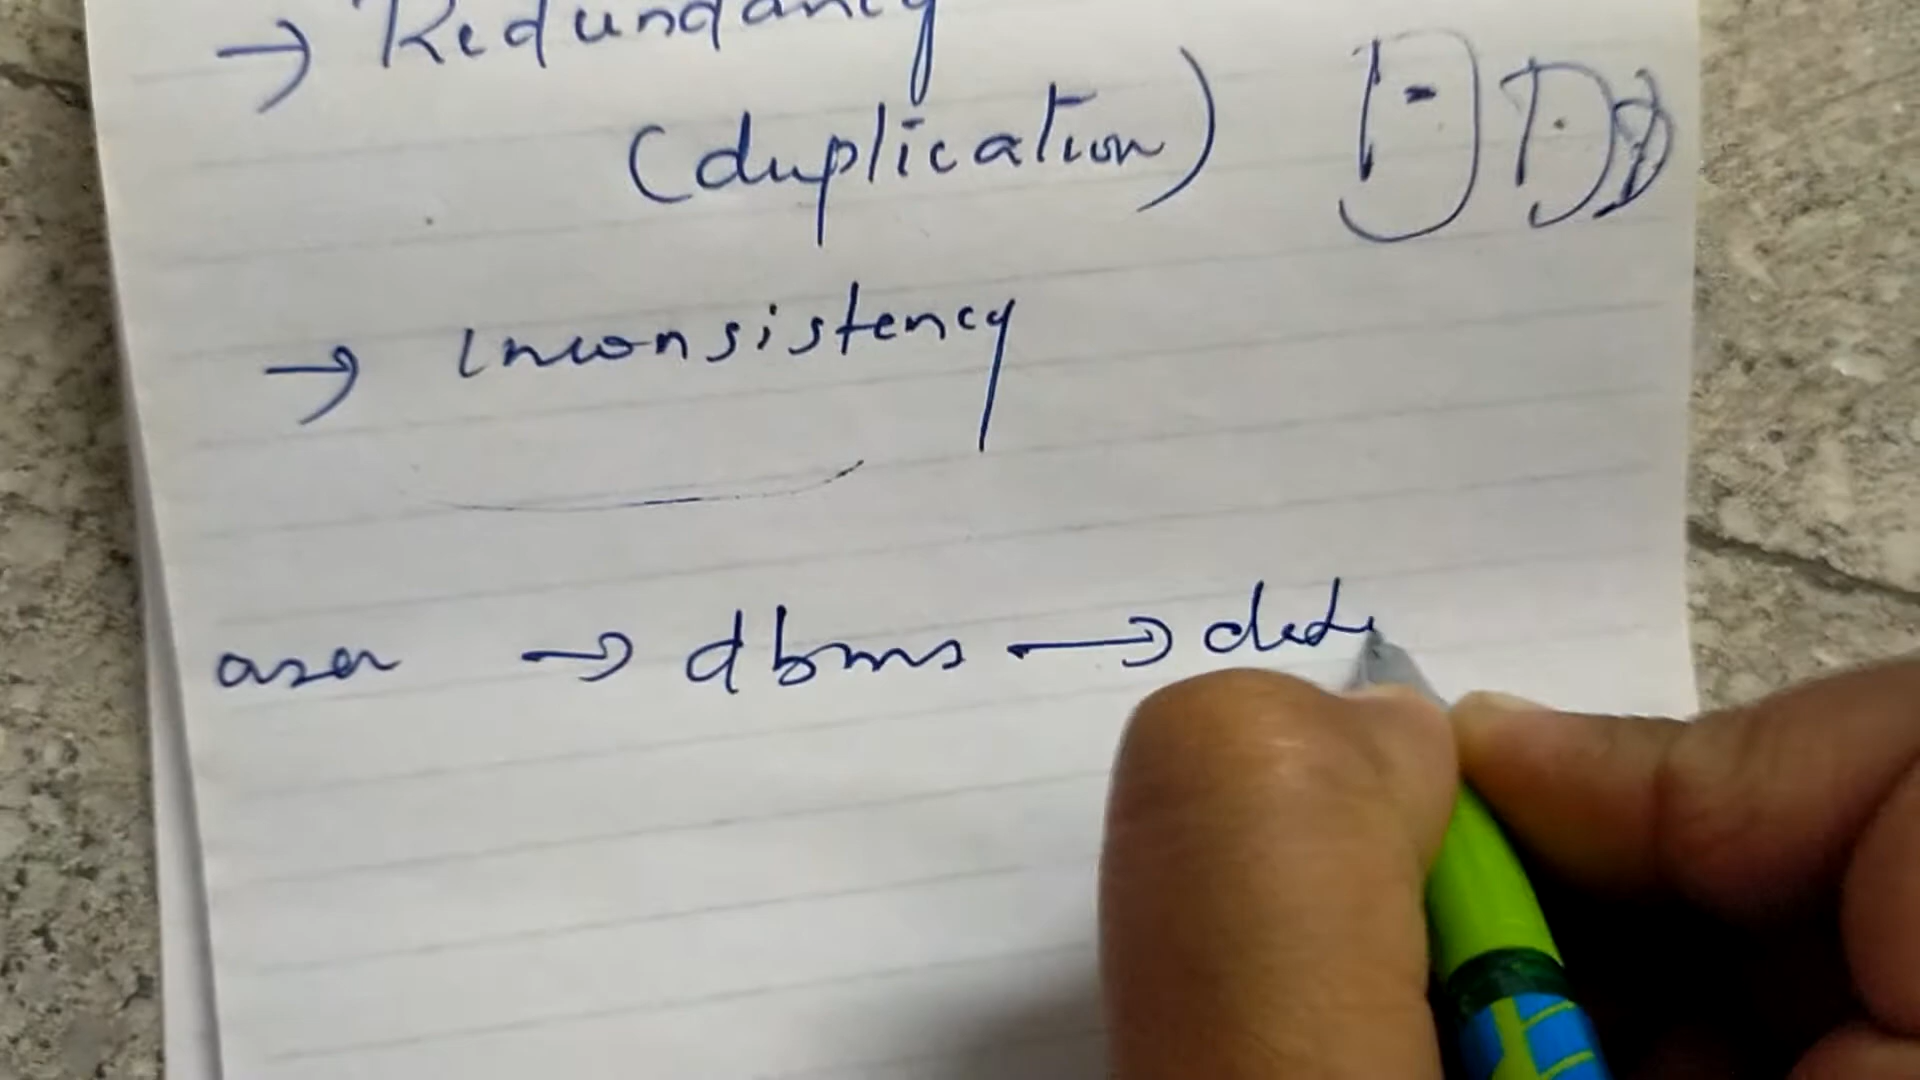 → Redundancy
(duplication)
→ inconsistency
user → dbms → data